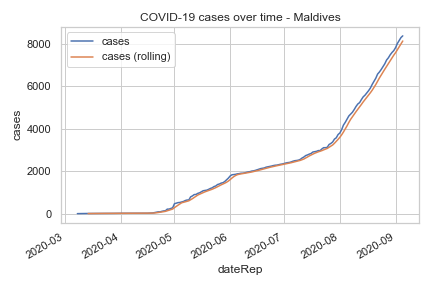 COVID-19 cases over time - Maldives
cases
cases (rolling)
8000
6000
4000
2000
0
cases
2020-03
2020-04
2020-05
2020-06
2020-07
2020-08
2020-09
dateRep